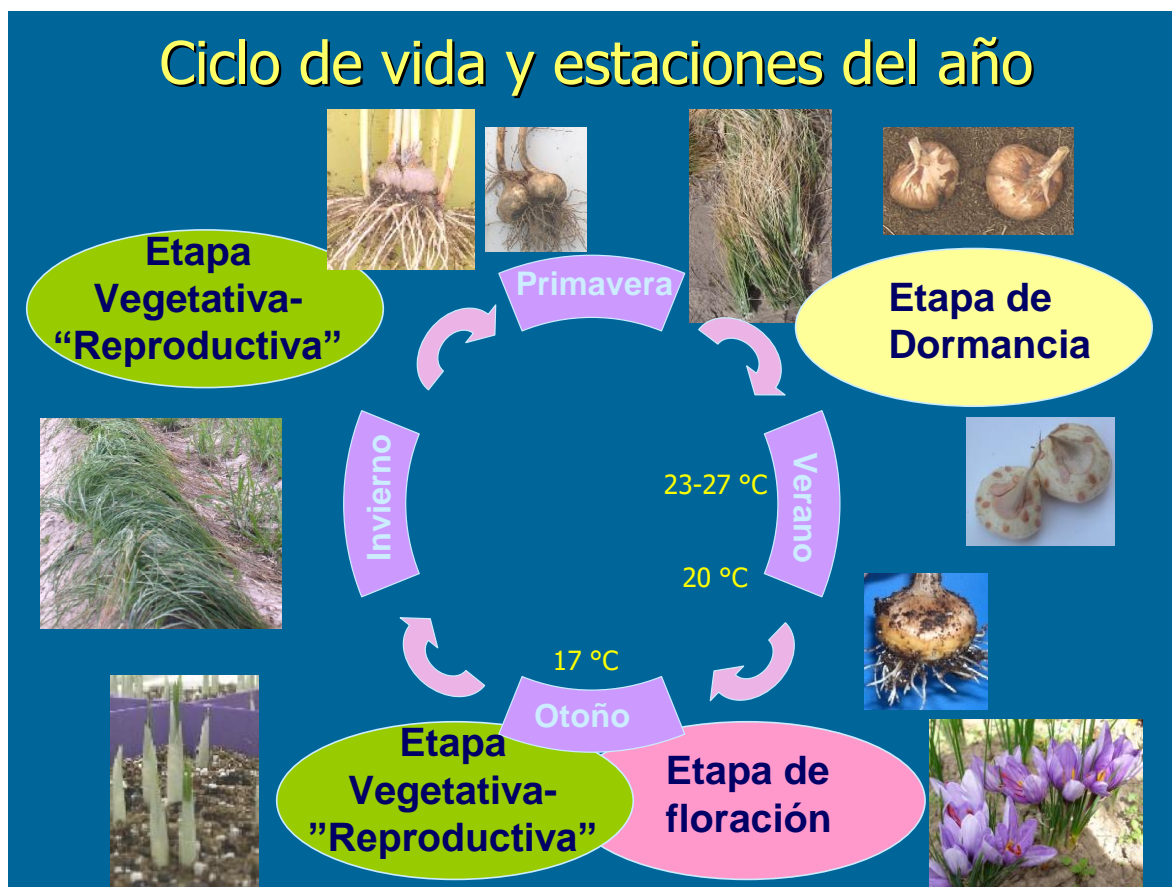 Ciclo de vida y estaciones del año
Etapa
Vegetativa-
“Reproductiva”
Primavera
Etapa de
Dormancia
Invierno
23-27 °C
Verano
20 °C
17 °C
Otoño
Etapa
Vegetativa-
”Reproductiva”
Etapa de
floración